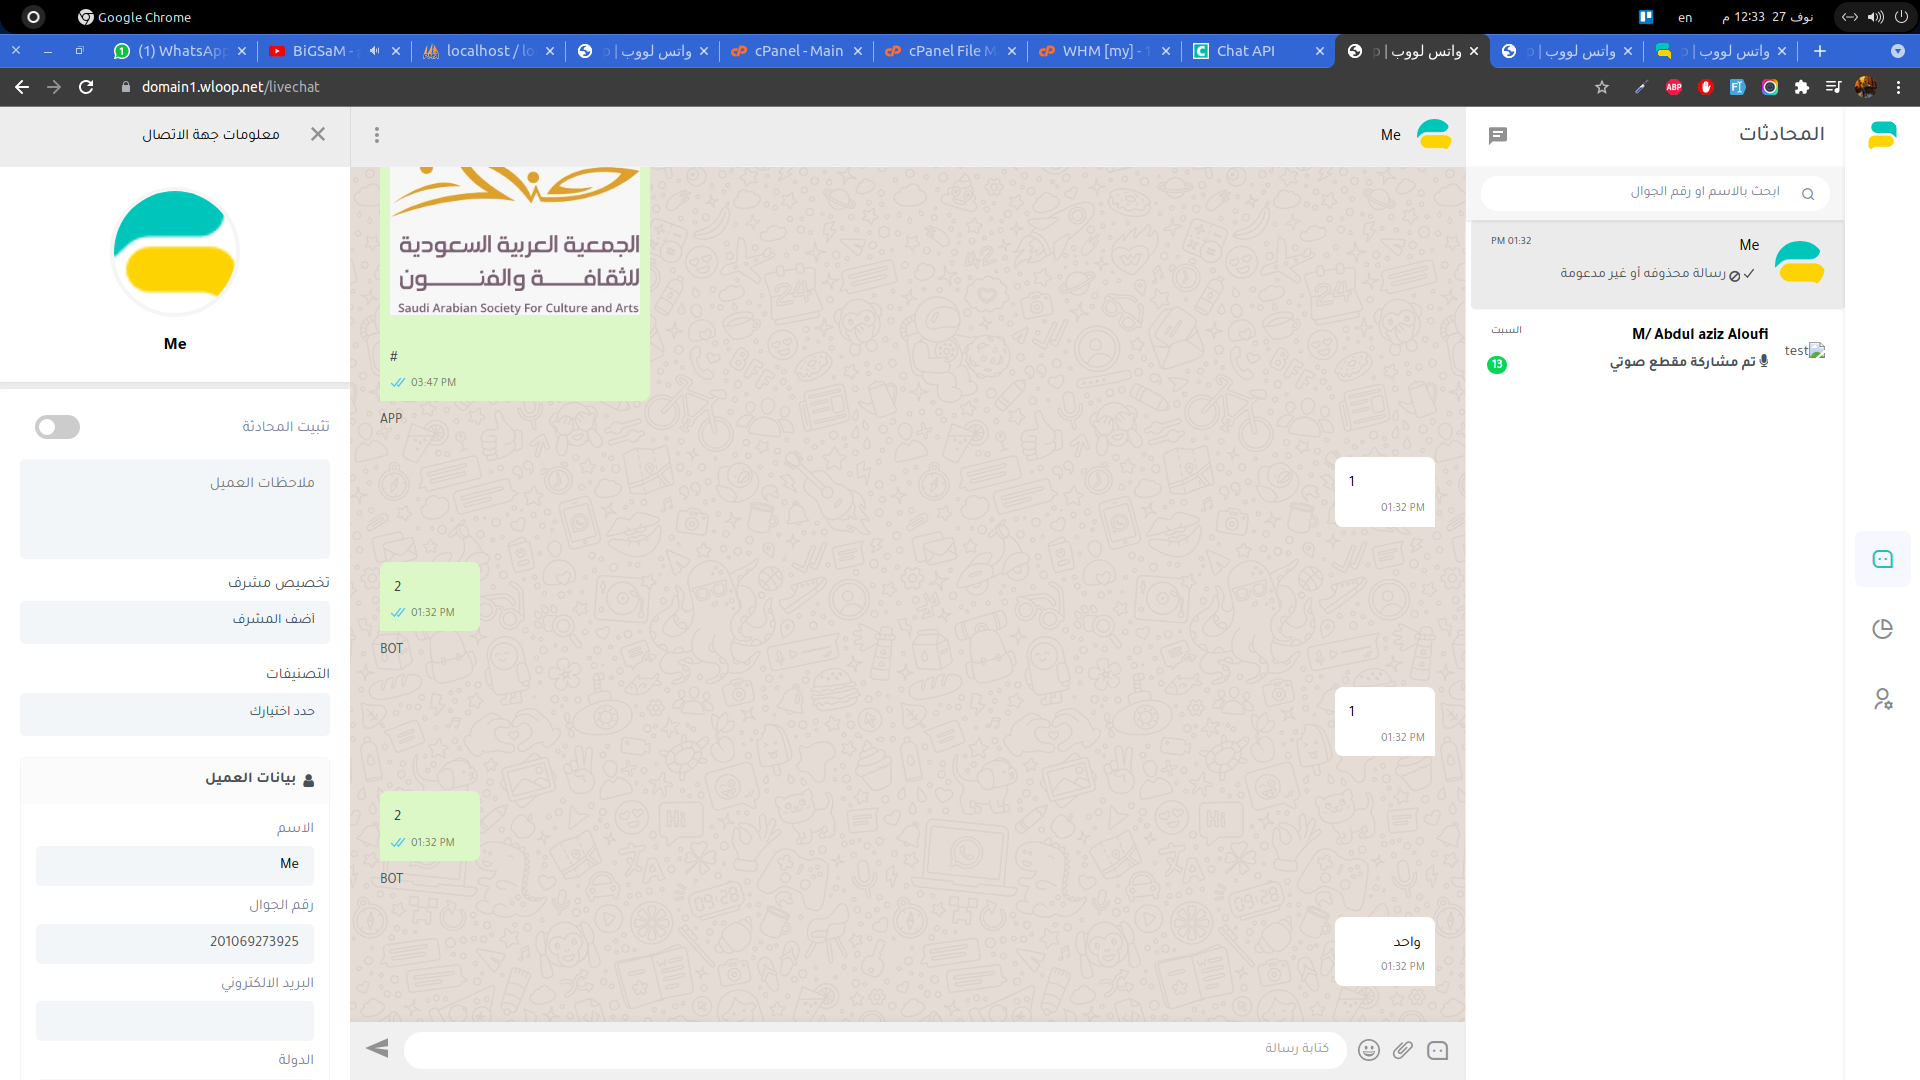 Google Chrome
en
نوف 27 12:33 م
(1) WhatsApp
BiGSaM -
localhost / lo
واتس لووب |
cPanel - Main
cPanel File M
WHM [my] - 1
Chat API
واتس لووب |
واتس لووب |
واتس لووب |
domain1.wloop.net/livechat
المحادثات
ابحث بالاسم او رقم الجوال
Me
01:32 PM
رسالة محذوفه أو غير مدعومة
M/ Abdul aziz Aloufi
السبت
test
تم مشاركة مقطع صوتي
13
Me
الجمعية العربية السعودية
للثقافة والفنون
Saudi Arabian Society For Culture and Arts
#
03:47 PM
APP
1
01:32 PM
2
01:32 PM
BOT
1
01:32 PM
2
01:32 PM
BOT
واحد
01:32 PM
كتابة رسالة
معلومات جهة الاتصال
Me
تثبيت المحادثة
ملاحظات العميل
تخصيص مشرف
أضف المشرف
التصنيفات
حدد اختيارك
بيانات العميل
الاسم
Me
رقم الجوال
201069273925
البريد الالكتروني
الدولة